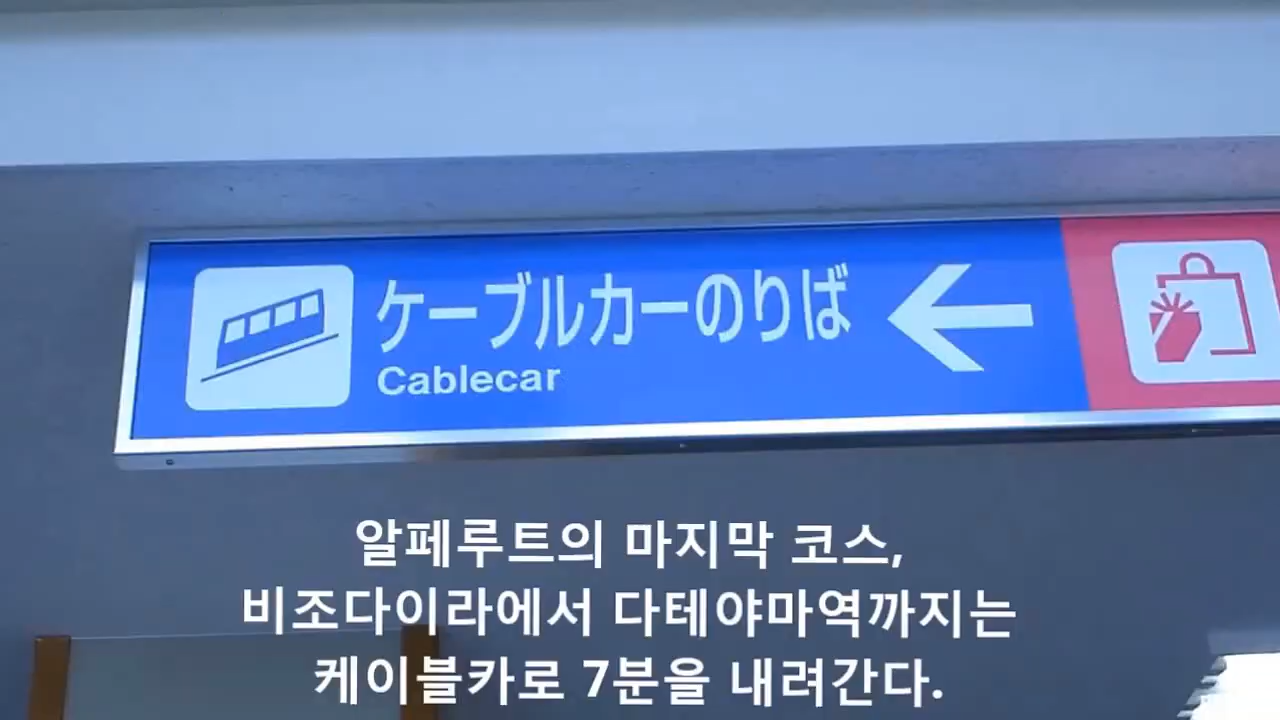 ケーブルカーのりば
Cablecar
알페루트의 마지막 코스,
비조다이라에서 다테야마역까지는
케이블카로 7분을 내려간다.